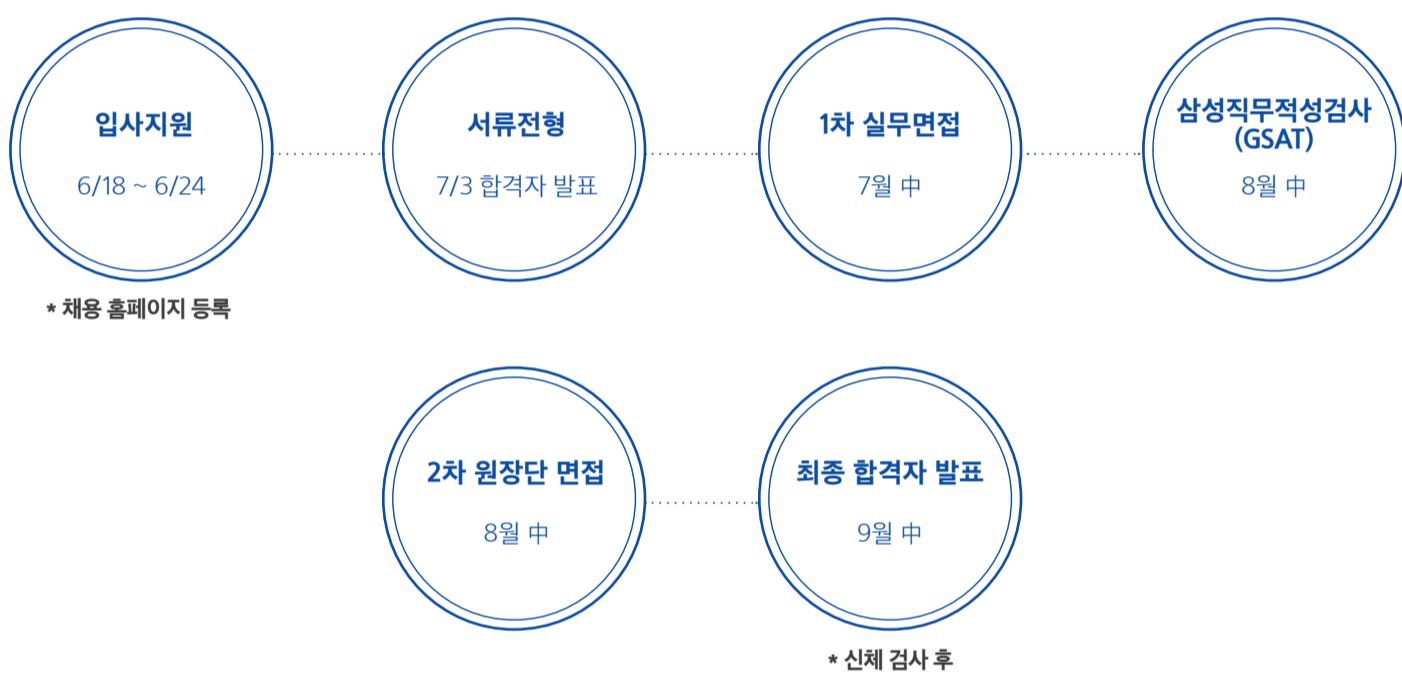 입사지원
6/18 ~ 6/24
* 채용 홈페이지 등록
서류전형
7/3 합격자 발표
1차 실무면접
7월 中
삼성직무적성검사
(GSAT)
8월 中
2차 원장단 면접
8월 中
최종 합격자 발표
9월 中
* 신체 검사 후